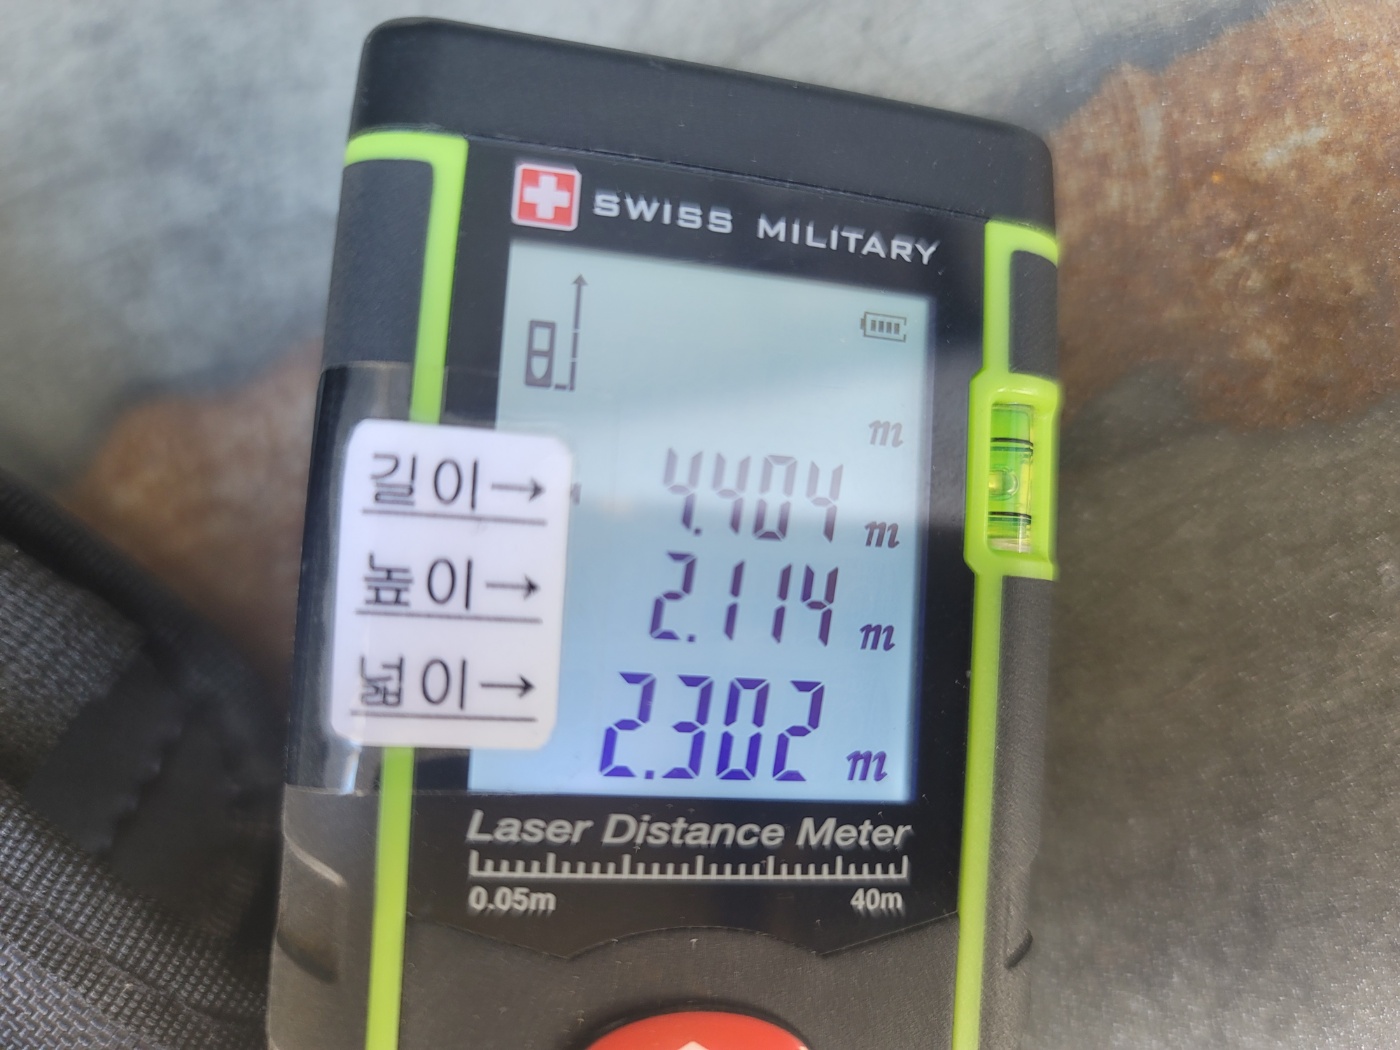 SWISS MILITARY
m
길이→ 4.404 m
높이→ 2.114 m
넓이→ 2.302 m
Laser Distance Meter
0.05m 40m